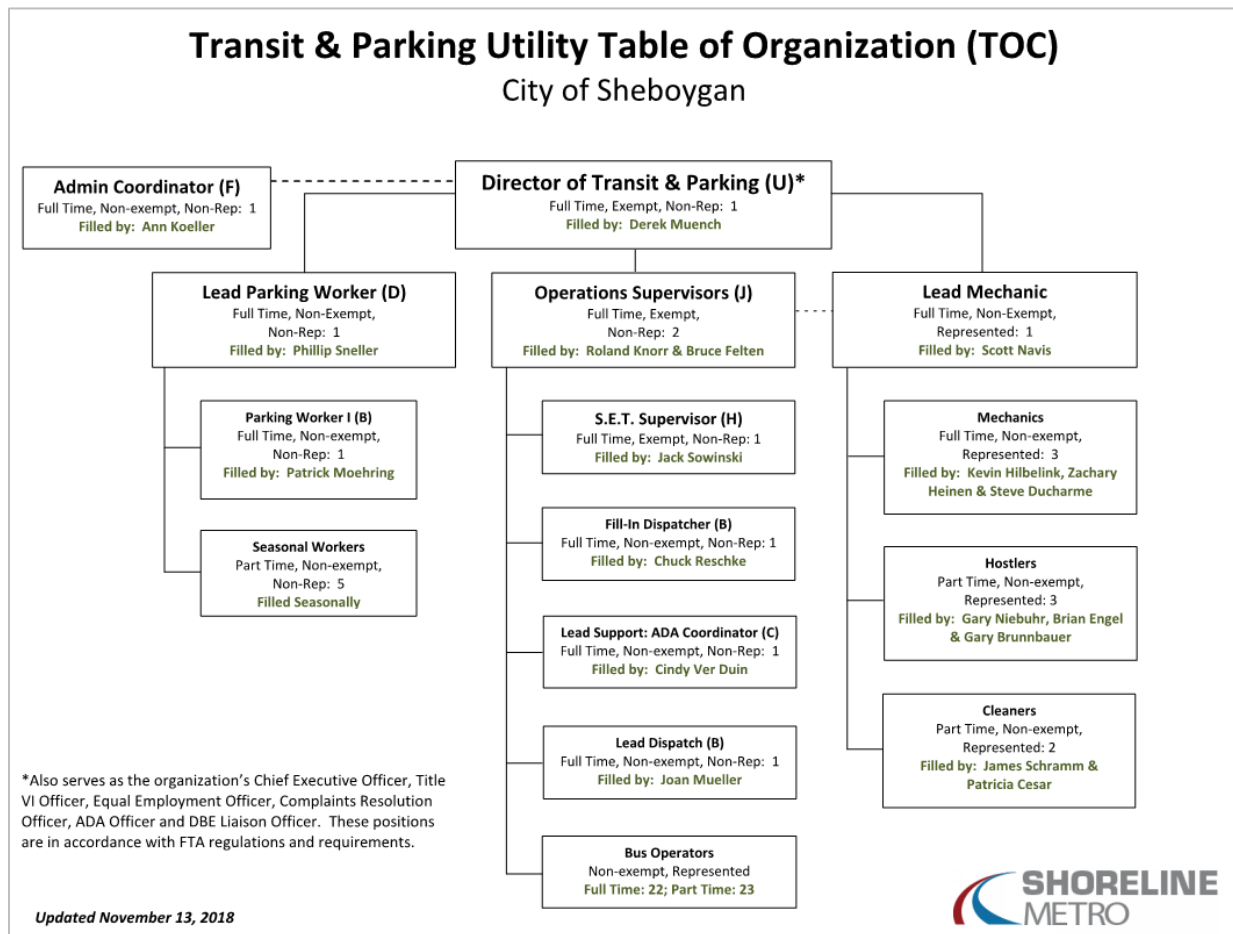 Transit & Parking Utility Table of Organization (TOC)
City of Sheboygan
Admin Coordinator (F)
Full Time, Non-exempt, Non-Rep: 1
Filled by: Ann Koeller
Director of Transit & Parking (U)*
Full Time, Exempt, Non-Rep: 1
Filled by: Derek Muench
Lead Parking Worker (D)
Full Time, Non-Exempt,
Non-Rep: 1
Filled by: Phillip Sneller
Operations Supervisors (J)
Full Time, Exempt,
Non-Rep: 2
Filled by: Roland Knorr & Bruce Felten
Lead Mechanic
Full Time, Non-Exempt,
Represented: 1
Filled by: Scott Navis
Parking Worker I (B)
Full Time, Non-exempt,
Non-Rep: 1
Filled by: Patrick Moehring
Seasonal Workers
Part Time, Non-exempt,
Non-Rep: 5
Filled Seasonally
S.E.T. Supervisor (H)
Full Time, Exempt, Non-Rep: 1
Filled by: Jack Sowinski
Fill-In Dispatcher (B)
Full Time, Non-exempt, Non-Rep: 1
Filled by: Chuck Reschke
Lead Support: ADA Coordinator (C)
Full Time, Non-exempt, Non-Rep: 1
Filled by: Cindy Ver Duin
Lead Dispatch (B)
Full Time, Non-exempt, Non-Rep: 1
Filled by: Joan Mueller
Bus Operators
Non-exempt, Represented
Full Time: 22; Part Time: 23
Mechanics
Full Time, Non-exempt,
Represented: 3
Filled by: Kevin Hilbelink, Zachary
Heinen & Steve Ducharme
Hostlers
Part Time, Non-exempt,
Represented: 3
Filled by: Gary Niebuhr, Brian Engel
& Gary Brunnbauer
Cleaners
Part Time, Non-exempt,
Represented: 2
Filled by: James Schramm &
Patricia Cesar
*Also serves as the organization's Chief Executive Officer, Title
VI Officer, Equal Employment Officer, Complaints Resolution
Officer, ADA Officer and DBE Liaison Officer. These positions
are in accordance with FTA regulations and requirements.
Updated November 13, 2018
SHORELINE
METRO